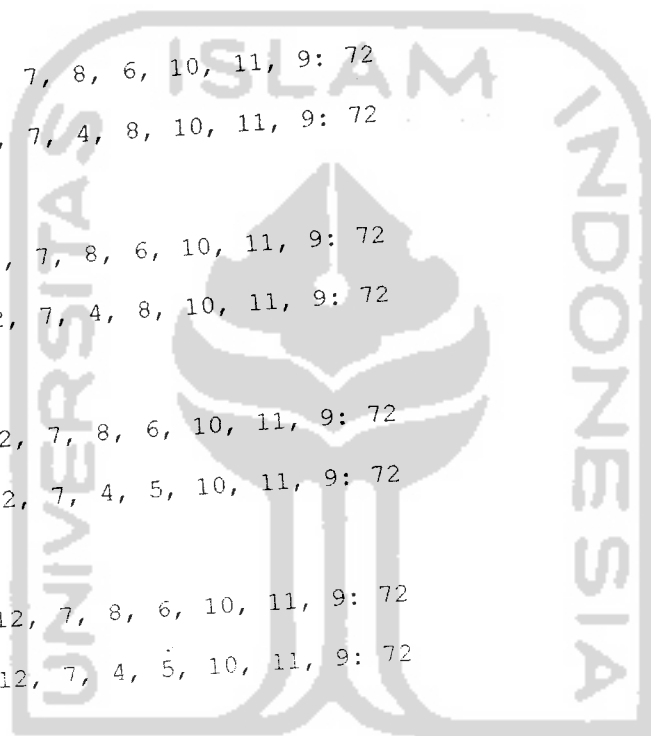 7, 8, 6, 10, 11, 9: 72
, 7, 4, 8, 10, 11, 9: 72
, 7, 8, 6, 10, 11, 9: 72
2, 7, 4, 8, 10, 11, 9: 72
2, 7, 8, 6, 10, 11, 9: 72
2, 7, 4, 5, 10, 11, 9: 72
12, 7, 8, 6, 10, 11, 9: 72
12, 7, 4, 5, 10, 11, 9: 72
UNIVERSITAS
ISLAM
INDONESIA